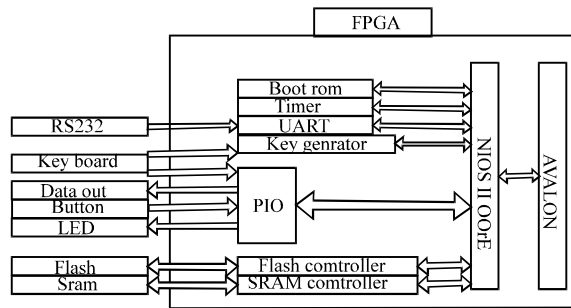 FPGA
Boot rom
Timer
RS232
UART
Key genrator
Key board
Data out
Button
PIO
LED
Flash
Flash comtroller
Sram
SRAM comtroller
NIOS II OOrE
AVALON